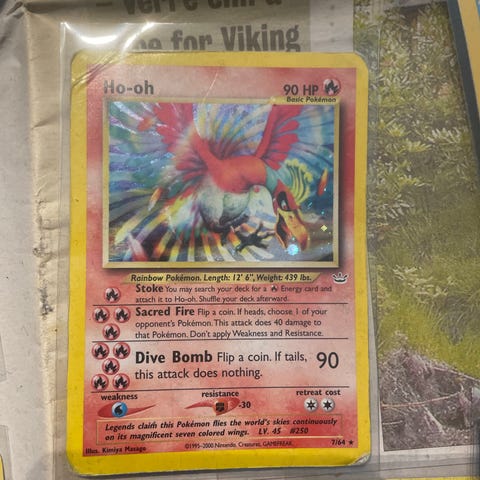 for Viking
Ho-oh
90 HP
Basic Pokémon
Rainbow Pokémon. Length: 12' 6", Weight: 439 lbs.
Stoke You may search your deck for a Energy card and
attach it to Ho-oh. Shuffle your deck afterward.
Sacred Fire Flip a coin. If heads, choose 1 of your
opponent's Pokémon. This attack does 40 damage to
that Pokémon. Don't apply Weakness and Resistance.
Dive Bomb Flip a coin. If tails, 90
this attack does nothing.
weakness resistance retreat cost
-30
Legends claim this Pokémon flies the world's skies continuously
on its magnificent seven colored wings. LV. 45 #250
Illus. Kimiya Masago ©1995-2000 Nintendo, Creatures, GAMEFREAK. 7/64 ★